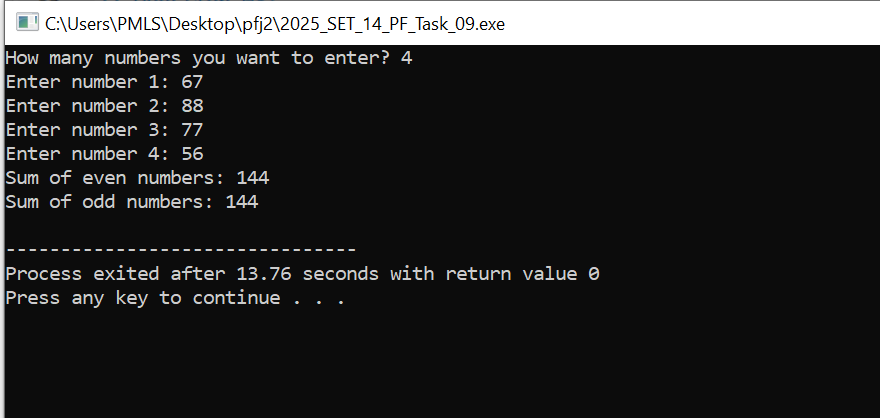 C:\Users\PMLS\Desktop\pfj2\2025_SET_14_PF_Task_09.exe
How many numbers you want to enter? 4
Enter number 1: 67
Enter number 2: 88
Enter number 3: 77
Enter number 4: 56
Sum of even numbers: 144
Sum of odd numbers: 144
--------------------------------
Process exited after 13.76 seconds with return value 0
Press any key to continue . . .